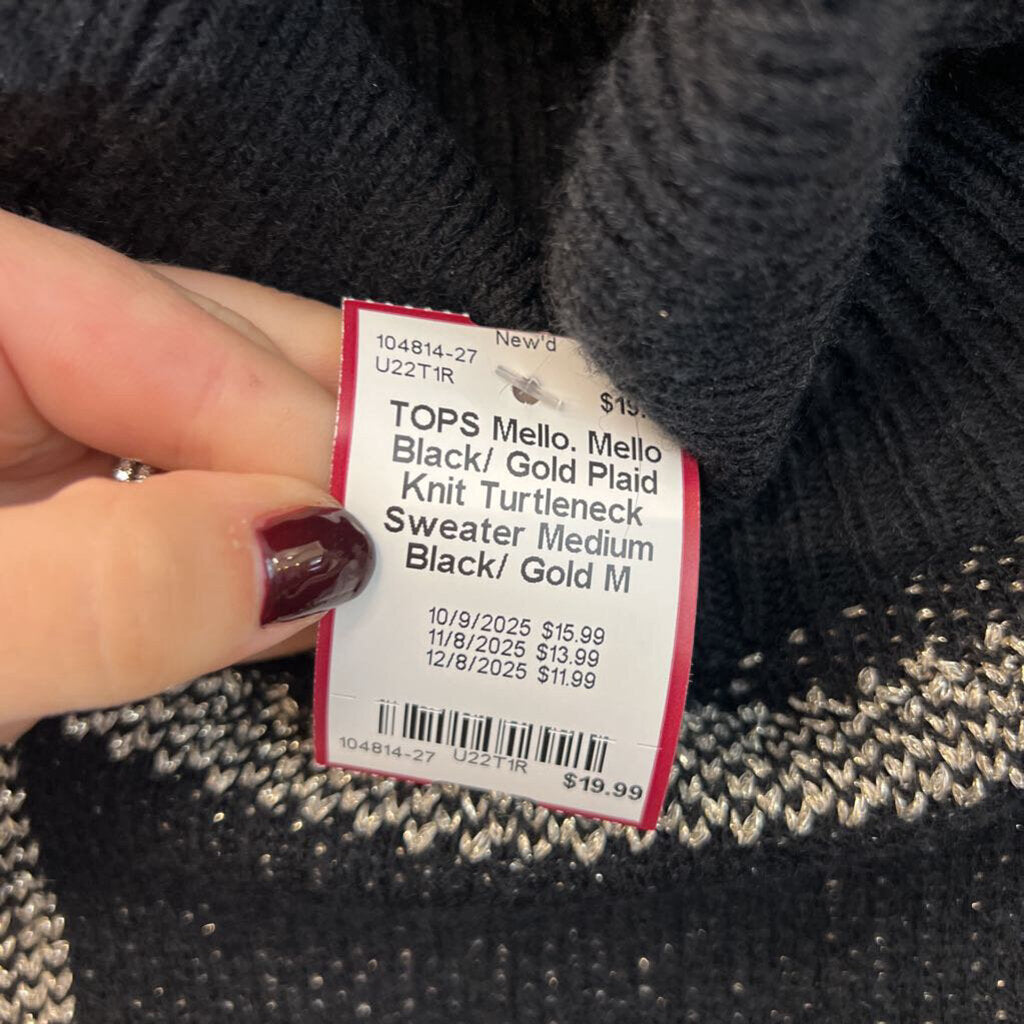 New'd
104814-27
U22T1R
$19.
TOPS Mello. Mello
Black/ Gold Plaid
Knit Turtleneck
Sweater Medium
Black/ Gold M
10/9/2025 $15.99
11/8/2025 $13.99
12/8/2025 $11.99
104814-27 U22T1R
$19.99